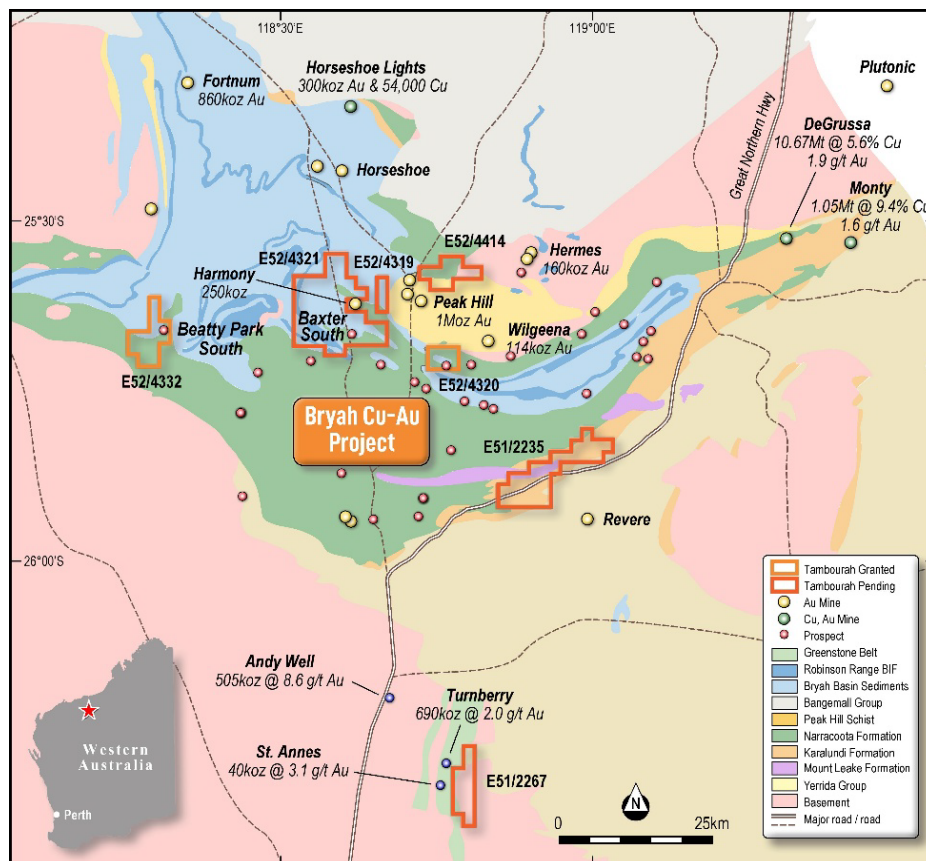 118°30'E
119°00'E
Fortnum
860koz Au
Horseshoe Lights
300koz Au & 54,000 Cu
Plutonic
Great Northern Hwy
DeGrussa
10.67Mt @ 5.6% Cu
1.9 g/t Au
Horseshoe
Monty
1.05Mt @ 9.4% Cu
1.6 g/t Au
25°30'S
E52/4414
E52/4321
E52/4319
Hermes
160koz Au
Harmony
250koz
Peak Hill
1Moz Au
Baxter
South
Beatty Park
South
Wilgeena
114koz Au
E52/4332
E52/4320
Bryah Cu-Au
Project
E51/2235
Revere
26°00'S
Andy Well
505koz @ 8.6 g/t Au
Turnberry
690koz @ 2.0 g/t Au
St. Annes
40koz @ 3.1 g/t Au
E51/2267
Western
Australia
Perth
N
0
25km
Tambourah Granted
Tambourah Pending
Au Mine
Cu, Au Mine
Prospect
Greenstone Belt
Robinson Range BIF
Bryah Basin Sediments
Bangemall Group
Peak Hill Schist
Narracoota Formation
Karalundi Formation
Mount Leake Formation
Yerrida Group
Basement
Major road / road